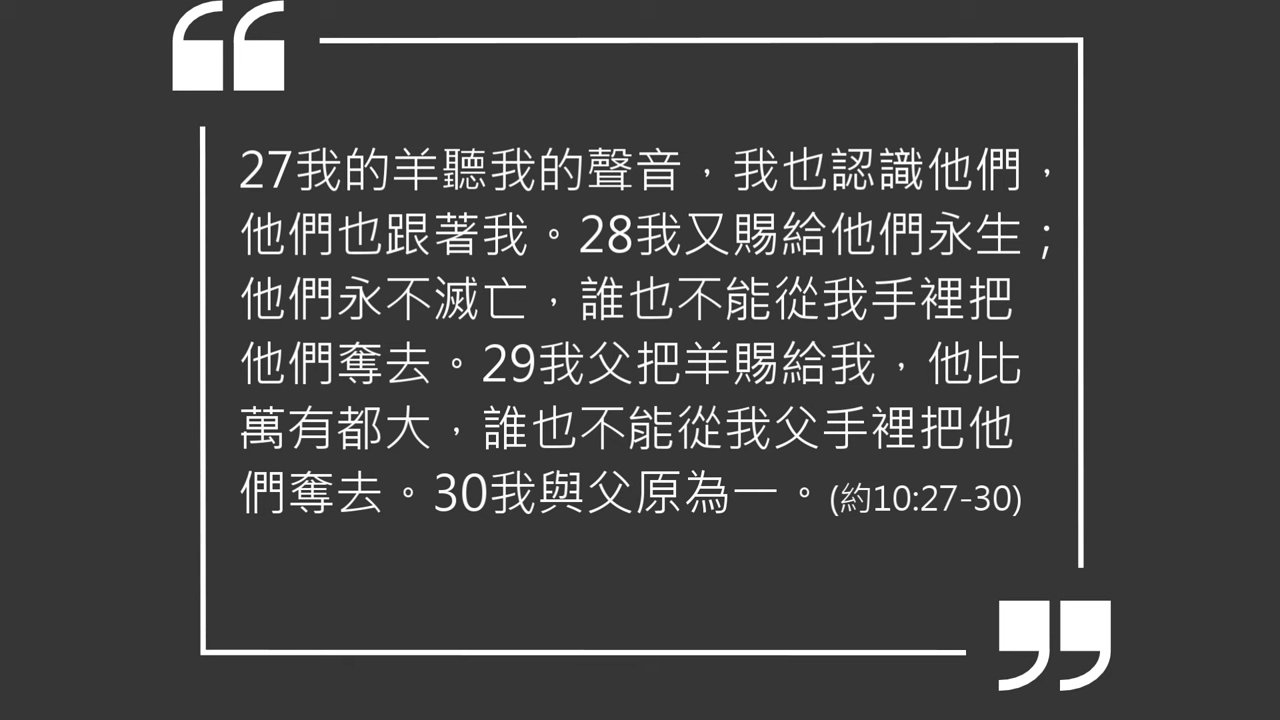 27我的羊聽我的聲音，我也認識他們，
他們也跟著我。28我又賜給他們永生；
他們永不滅亡，誰也不能從我手裡把
他們奪去。29我父把羊賜給我，他比
萬有都大，誰也不能從我父手裡把他
們奪去。30我與父原為一。(約10:27-30)